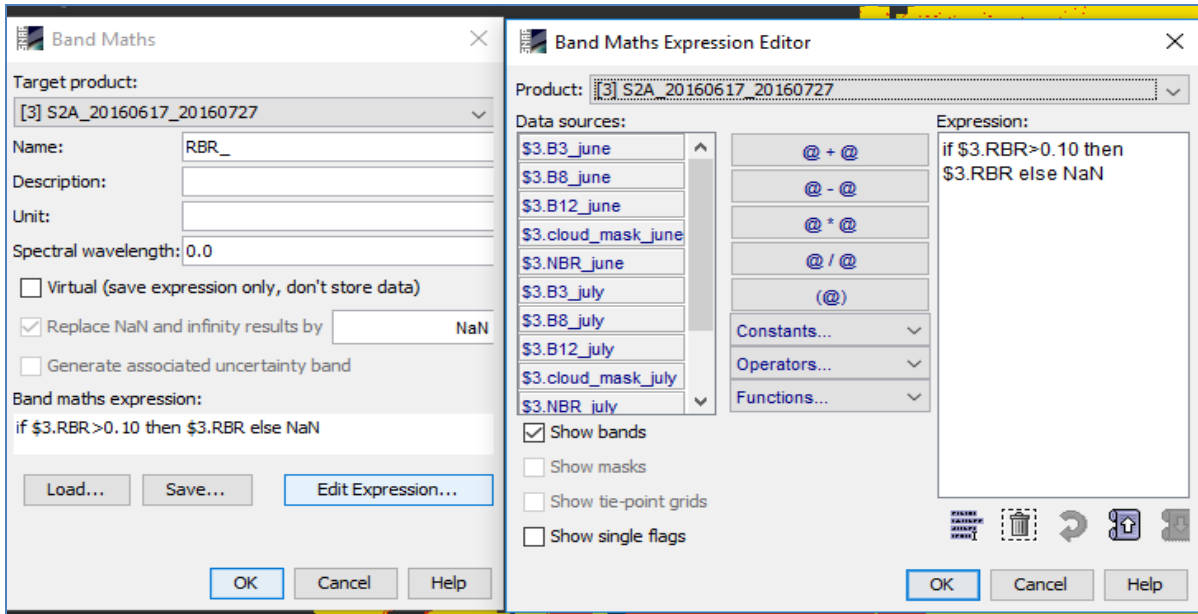 Band Maths
Target product:
[3] S2A_20160617_20160727
Name: RBR_
Description:
Unit:
Spectral wavelength: 0.0
Virtual (save expression only, don't store data)
Replace NaN and infinity results by NaN
Generate associated uncertainty band
Band maths expression:
if $3.RBR>0.10 then $3.RBR else NaN
Load... Save... Edit Expression...
OK Cancel Help
Band Maths Expression Editor
Product: [3] S2A_20160617_20160727
Data sources:
$3.B3_june
$3.B8_june
$3.B12_june
$3.cloud_mask_june
$3.NBR_june
$3.B3_july
$3.B8_july
$3.B12_july
$3.cloud_mask_july
$3.NBR_july
@ + @
@ - @
@ * @
@ / @
(@)
Constants...
Operators...
Functions...
Expression:
if $3.RBR>0.10 then
$3.RBR else NaN
Show bands
Show masks
Show tie-point grids
Show single flags
OK Cancel Help